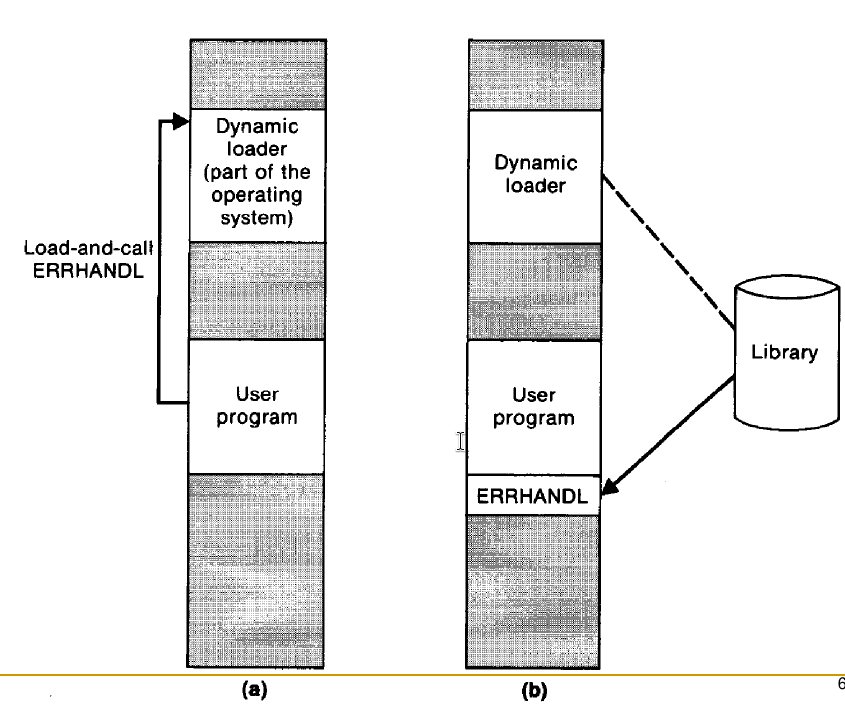 Dynamic
loader
(part of the
operating
system)
Load-and-call
ERRHANDL
User
program
(a)
Dynamic
loader
Library
User
program
ERRHANDL
(b)
6